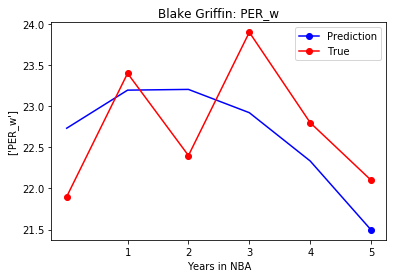 Blake Griffin: PER_w
Prediction
True
24.0
23.5
23.0
22.5
22.0
21.5
['PER_w']
1 2 3 4 5
Years in NBA